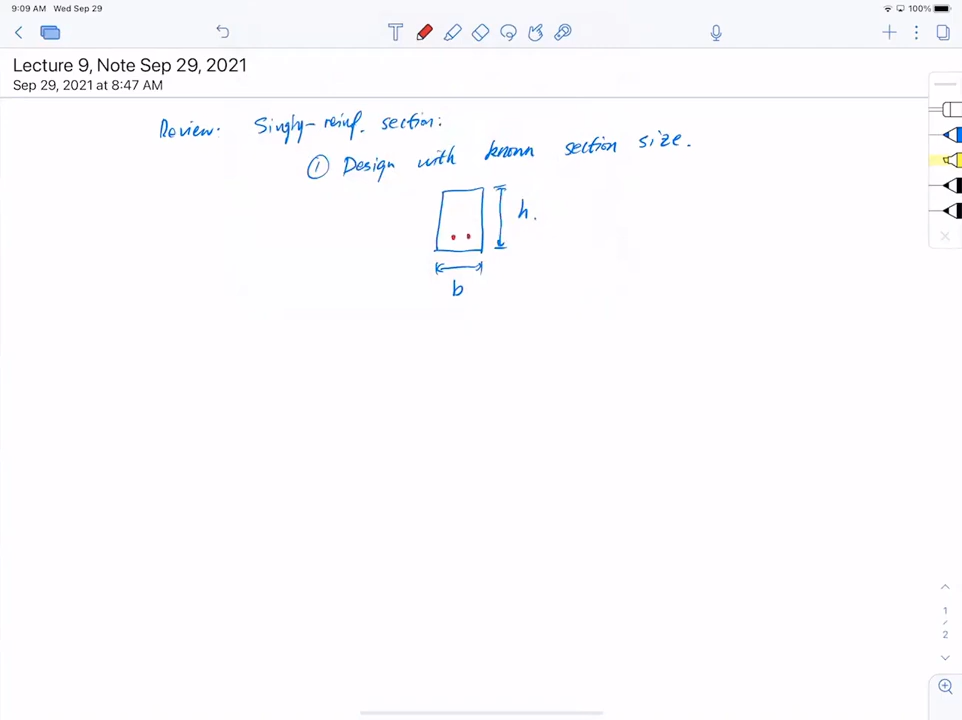 9:09 AM Wed Sep 29
100%
T
Lecture 9, Note Sep 29, 2021
Sep 29, 2021 at 8:47 AM
Review. Singly-reinf. section:
① Design with known section size.
h.
b
1
/
2